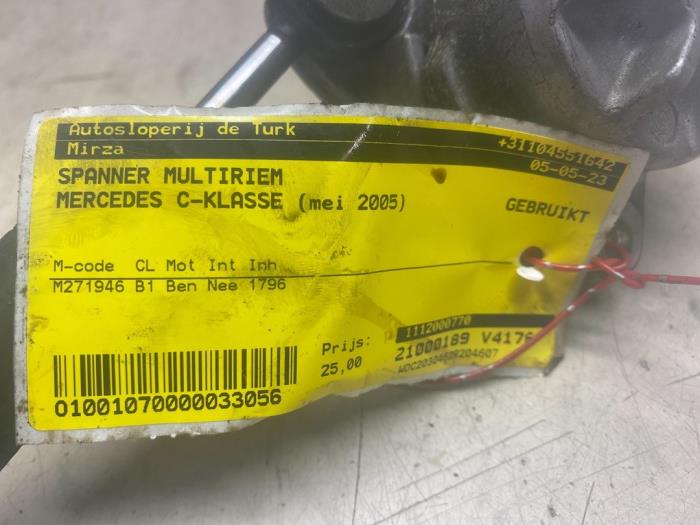 Autosloperij de Turk +31104551642
Mirza 05-05-23
SPANNER MULTIRIEM
MERCEDES C-KLASSE (mei 2005)
GEBRUIKT
M-code CL Mot Int Inh
M271946 B1 Ben Nee 1796
Prijs:
25,00
1112000770
21000189 V4176
01001070000033056